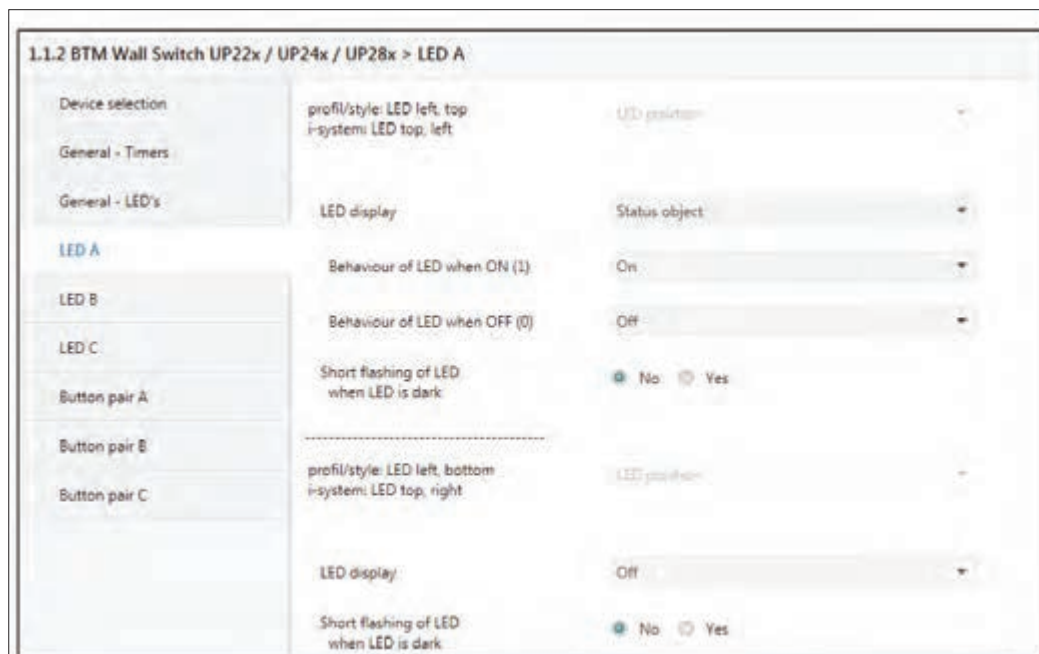 1.1.2 BTM Wall Switch UP22x / UP24x / UP28x > LED A
Device selection
General - Timers
General - LED's
LED A
LED B
LED C
Button pair A
Button pair B
Button pair C
profil/style: LED left, top
i-system: LED top, left
LED position
LED display
Status object
Behaviour of LED when ON (1)
On
Behaviour of LED when OFF (0)
Off
Short flashing of LED
when LED is dark
No Yes
profil/style: LED left, bottom
i-system: LED top, right
LED position
LED display
Off
Short flashing of LED
when LED is dark
No Yes